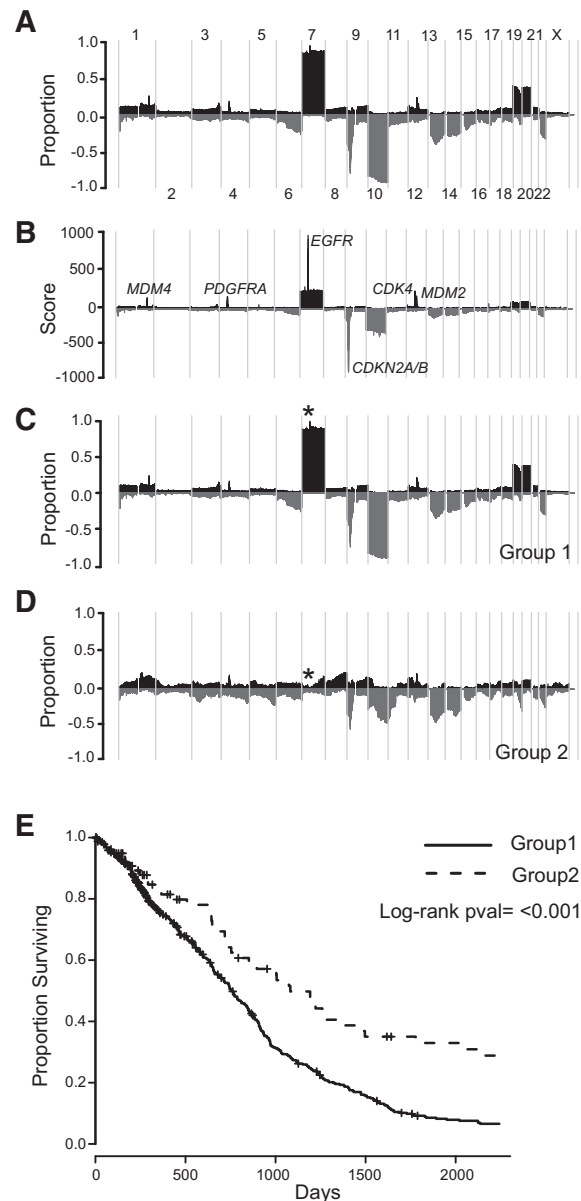 A
1 3 5 7 9 11 13 15 17 19 21 X
1.0
0.5
0.0
-0.5
-1.0
Proportion
2 4 6 8 10 12 14 16 18 20 22
B
1000
500
0
-500
-1000
Score
MDM4
PDGFRA
EGFR
CDK4
MDM2
CDKN2A/B
C
1.0
0.5
0.0
-0.5
-1.0
Proportion
*
Group 1
D
1.0
0.5
0.0
-0.5
-1.0
Proportion
*
Group 2
E
1.0
0.8
0.6
0.4
0.2
0.0
Proportion Surviving
Group1
Group2
Log-rank pval= <0.001
0 500 1000 1500 2000
Days